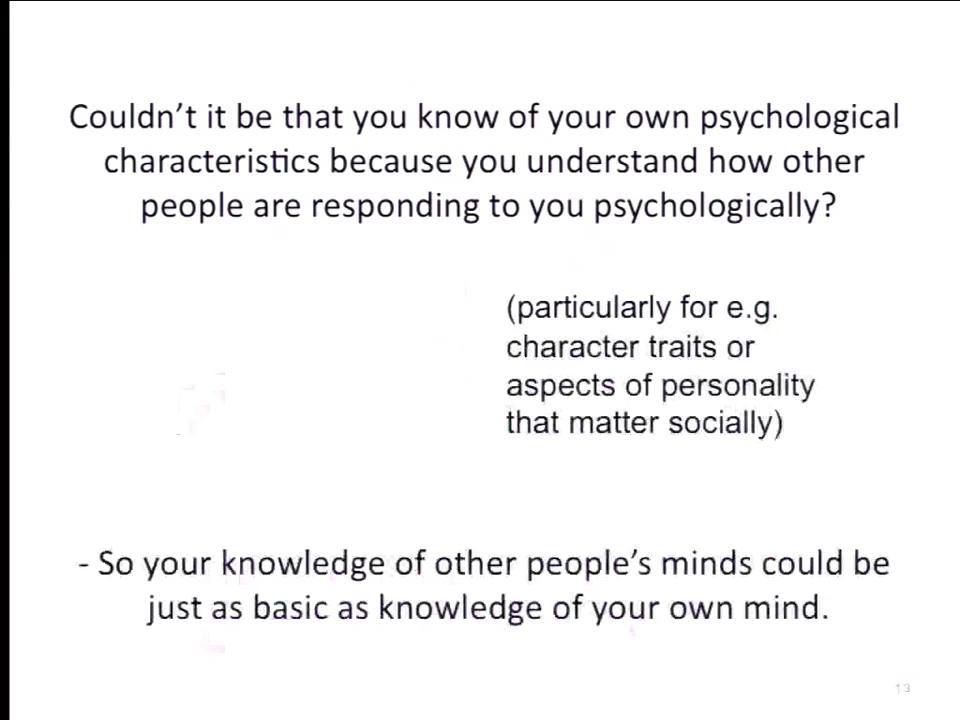 Couldn’t it be that you know of your own psychological
characteristics because you understand how other
people are responding to you psychologically?
(particularly for e.g.
character traits or
aspects of personality
that matter socially)
- So your knowledge of other people’s minds could be
just as basic as knowledge of your own mind.
13